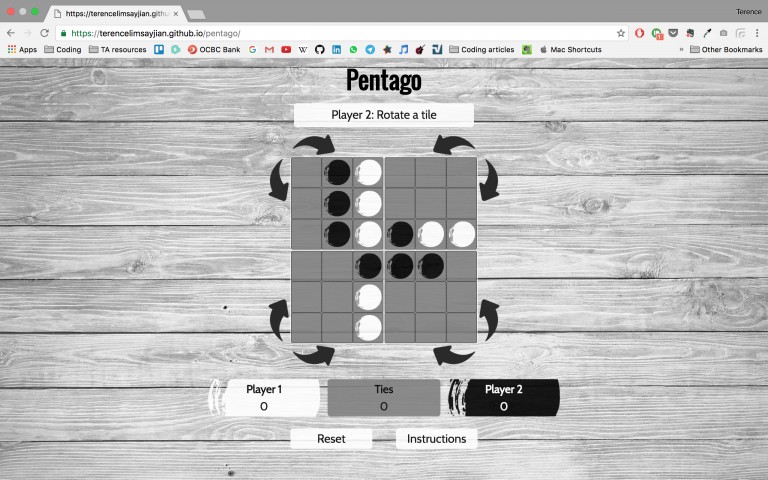 https://terencelimsayjian.githu
Terence
https://terencelimsayjian.github.io/pentago/
Apps Coding TA resources OCBC Bank Coding articles Mac Shortcuts » Other Bookmarks
Pentago
Player 2: Rotate a tile
Player 1 Ties Player 2
0 0 0
Reset Instructions